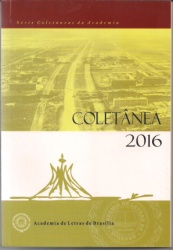 Série Coletâneas da Academia
COLETÂNEA
2016
Academia de Letras de Brasília